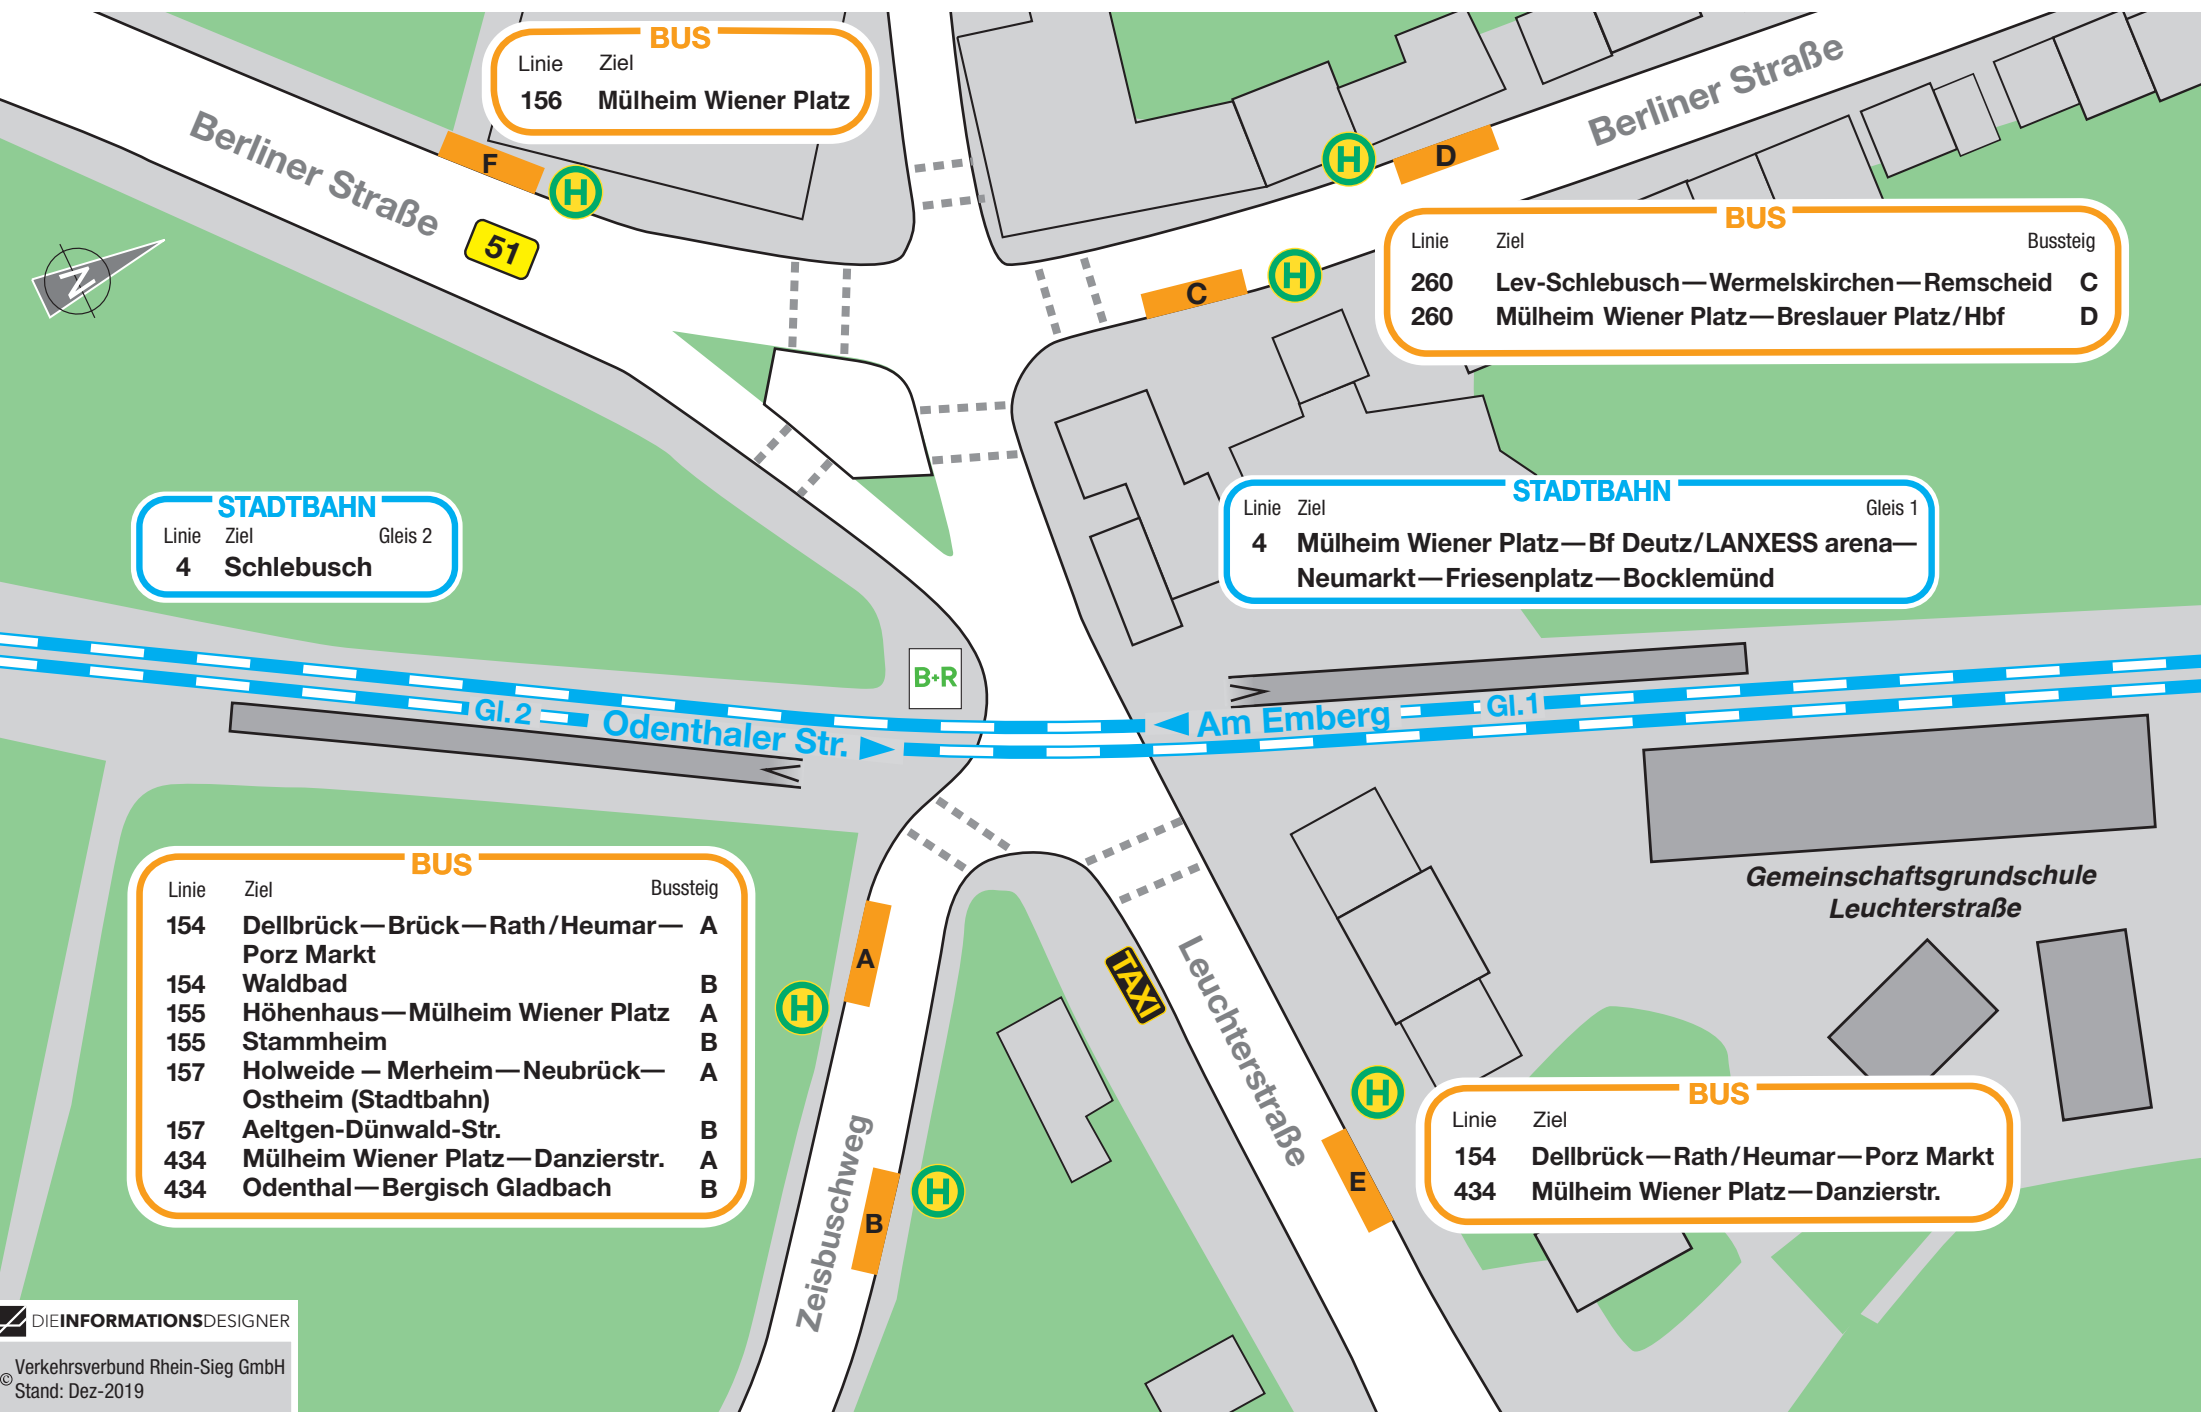 BUS
Linie Ziel
156 Mülheim Wiener Platz
Berliner Straße
Berliner Straße
F
H
H
D
51
N
BUS
Linie Ziel Bussteig
260 Lev-Schlebusch—Wermelskirchen—Remscheid C
260 Mülheim Wiener Platz—Breslauer Platz/Hbf D
C
H
STADTBAHN
Linie Ziel Gleis 2
4 Schlebusch
STADTBAHN
Linie Ziel Gleis 1
4 Mülheim Wiener Platz—Bf Deutz/LANXESS arena—
Neumarkt—Friesenplatz—Bocklemünd
B+R
Gl.2
Odenthaler Str.
Am Emberg
Gl.1
BUS
Linie Ziel Bussteig
154 Dellbrück—Brück—Rath/Heumar— A
Porz Markt
154 Waldbad B
155 Höhenhaus—Mülheim Wiener Platz A
155 Stammheim B
157 Holweide — Merheim—Neubrück— A
Ostheim (Stadtbahn)
157 Aeltgen-Dünwald-Str. B
434 Mülheim Wiener Platz—Danzierstr. A
434 Odenthal—Bergisch Gladbach B
A
H
B
H
Zeisbuschweg
TAXI
Leuchterstraße
Gemeinschaftsgrundschule
Leuchterstraße
H
E
BUS
Linie Ziel
154 Dellbrück—Rath/Heumar—Porz Markt
434 Mülheim Wiener Platz—Danzierstr.
DIEINFORMATIONSDESIGNER
© Verkehrsverbund Rhein-Sieg GmbH
Stand: Dez-2019